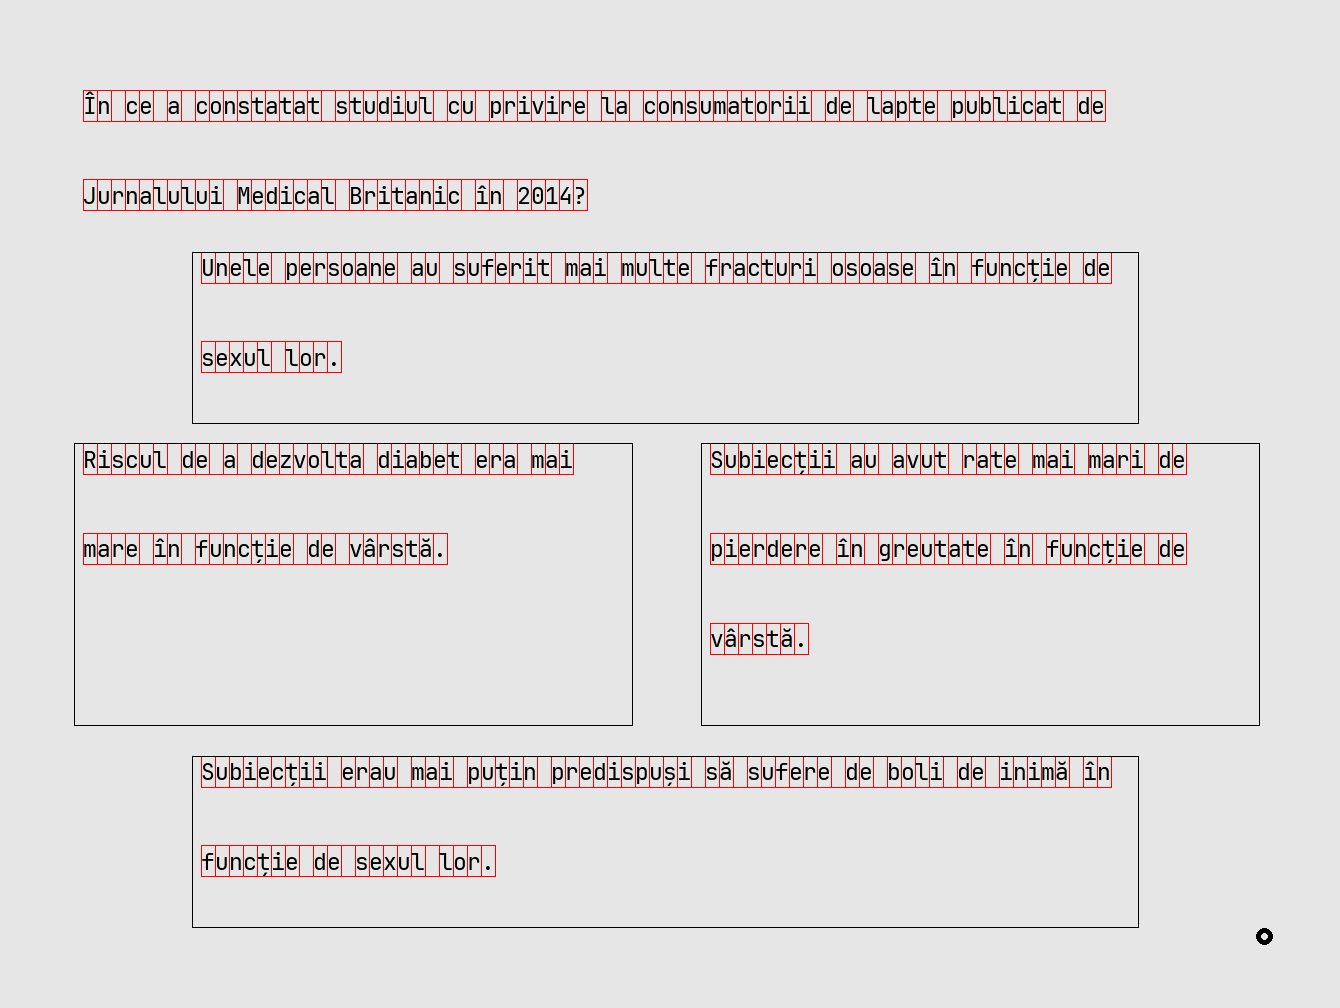 În ce a constatat studiul cu privire la consumatorii de lapte publicat de
Jurnalului Medical Britanic în 2014?
Unele persoane au suferit mai multe fracturi osoase în funcție de
sexul lor.
Riscul de a dezvolta diabet era mai
mare în funcție de vârstă.
Subiecții au avut rate mai mari de
pierdere în greutate în funcție de
vârstă.
Subiecții erau mai puțin predispuși să sufere de boli de inimă în
funcție de sexul lor.